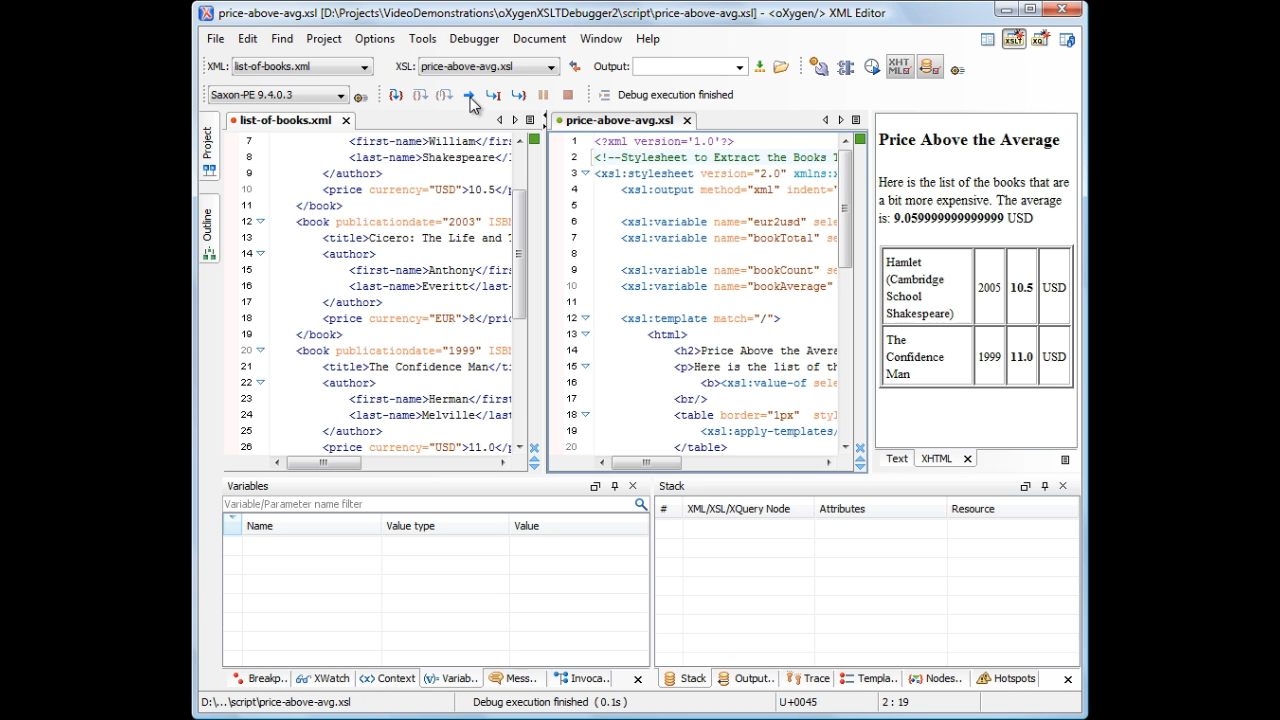 price-above-avg.xsl [D:\Projects\VideoDemonstrations\oXygenXSLTDebugger2\script\price-above-avg.xsl] - <oXygen/> XML Editor
File Edit Find Project Options Tools Debugger Document Window Help
XML: list-of-books.xml XSL: price-above-avg.xsl Output:
Saxon-PE 9.4.0.3 Debug execution finished
Project
Outline
list-of-books.xml
7 <first-name>William</firs
8 <last-name>Shakespeare</l
9 </author>
10 <price currency="USD">10.5</p
11 </book>
12 <book publicationdate="2003" ISB
13 <title>Cicero: The Life and T
14 <author>
15 <first-name>Anthony</firs
16 <last-name>Everitt</last-
17 </author>
18 <price currency="EUR">8</pri
19 </book>
20 <book publicationdate="1999" ISB
21 <title>The Confidence Man</ti
22 <author>
23 <first-name>Herman</first
24 <last-name>Melville</last
25 </author>
26 <price currency="USD">11.0</p
price-above-avg.xsl
1 <?xml version='1.0'?>
2 <!--Stylesheet to Extract the Books T
3 <xsl:stylesheet version="2.0" xmlns:x
4 <xsl:output method="xml" indent=
5
6 <xsl:variable name="eur2usd" sele
7 <xsl:variable name="bookTotal" se
8
9 <xsl:variable name="bookCount" se
10 <xsl:variable name="bookAverage"
11
12 <xsl:template match="/">
13 <html>
14 <h2>Price Above the Avera
15 <p>Here is the list of th
16 <b><xsl:value-of sele
17 <br/>
18 <table border="1px" styl
19 <xsl:apply-templates/
20 </table>
Price Above the Average
Here is the list of the books that are
a bit more expensive. The average
is: 9.059999999999999 USD
Hamlet (Cambridge School Shakespeare) 2005 10.5 USD
The Confidence Man 1999 11.0 USD
Text XHTML
Variables
Variable/Parameter name filter
Name Value type Value
Stack
# XML/XSL/XQuery Node Attributes Resource
Breakp.. XWatch Context Variab.. Mess.. Invoca..
Stack Output.. Trace Templa.. Nodes.. Hotspots
D:\...\script\price-above-avg.xsl Debug execution finished (0.1s) U+0045 2 : 19